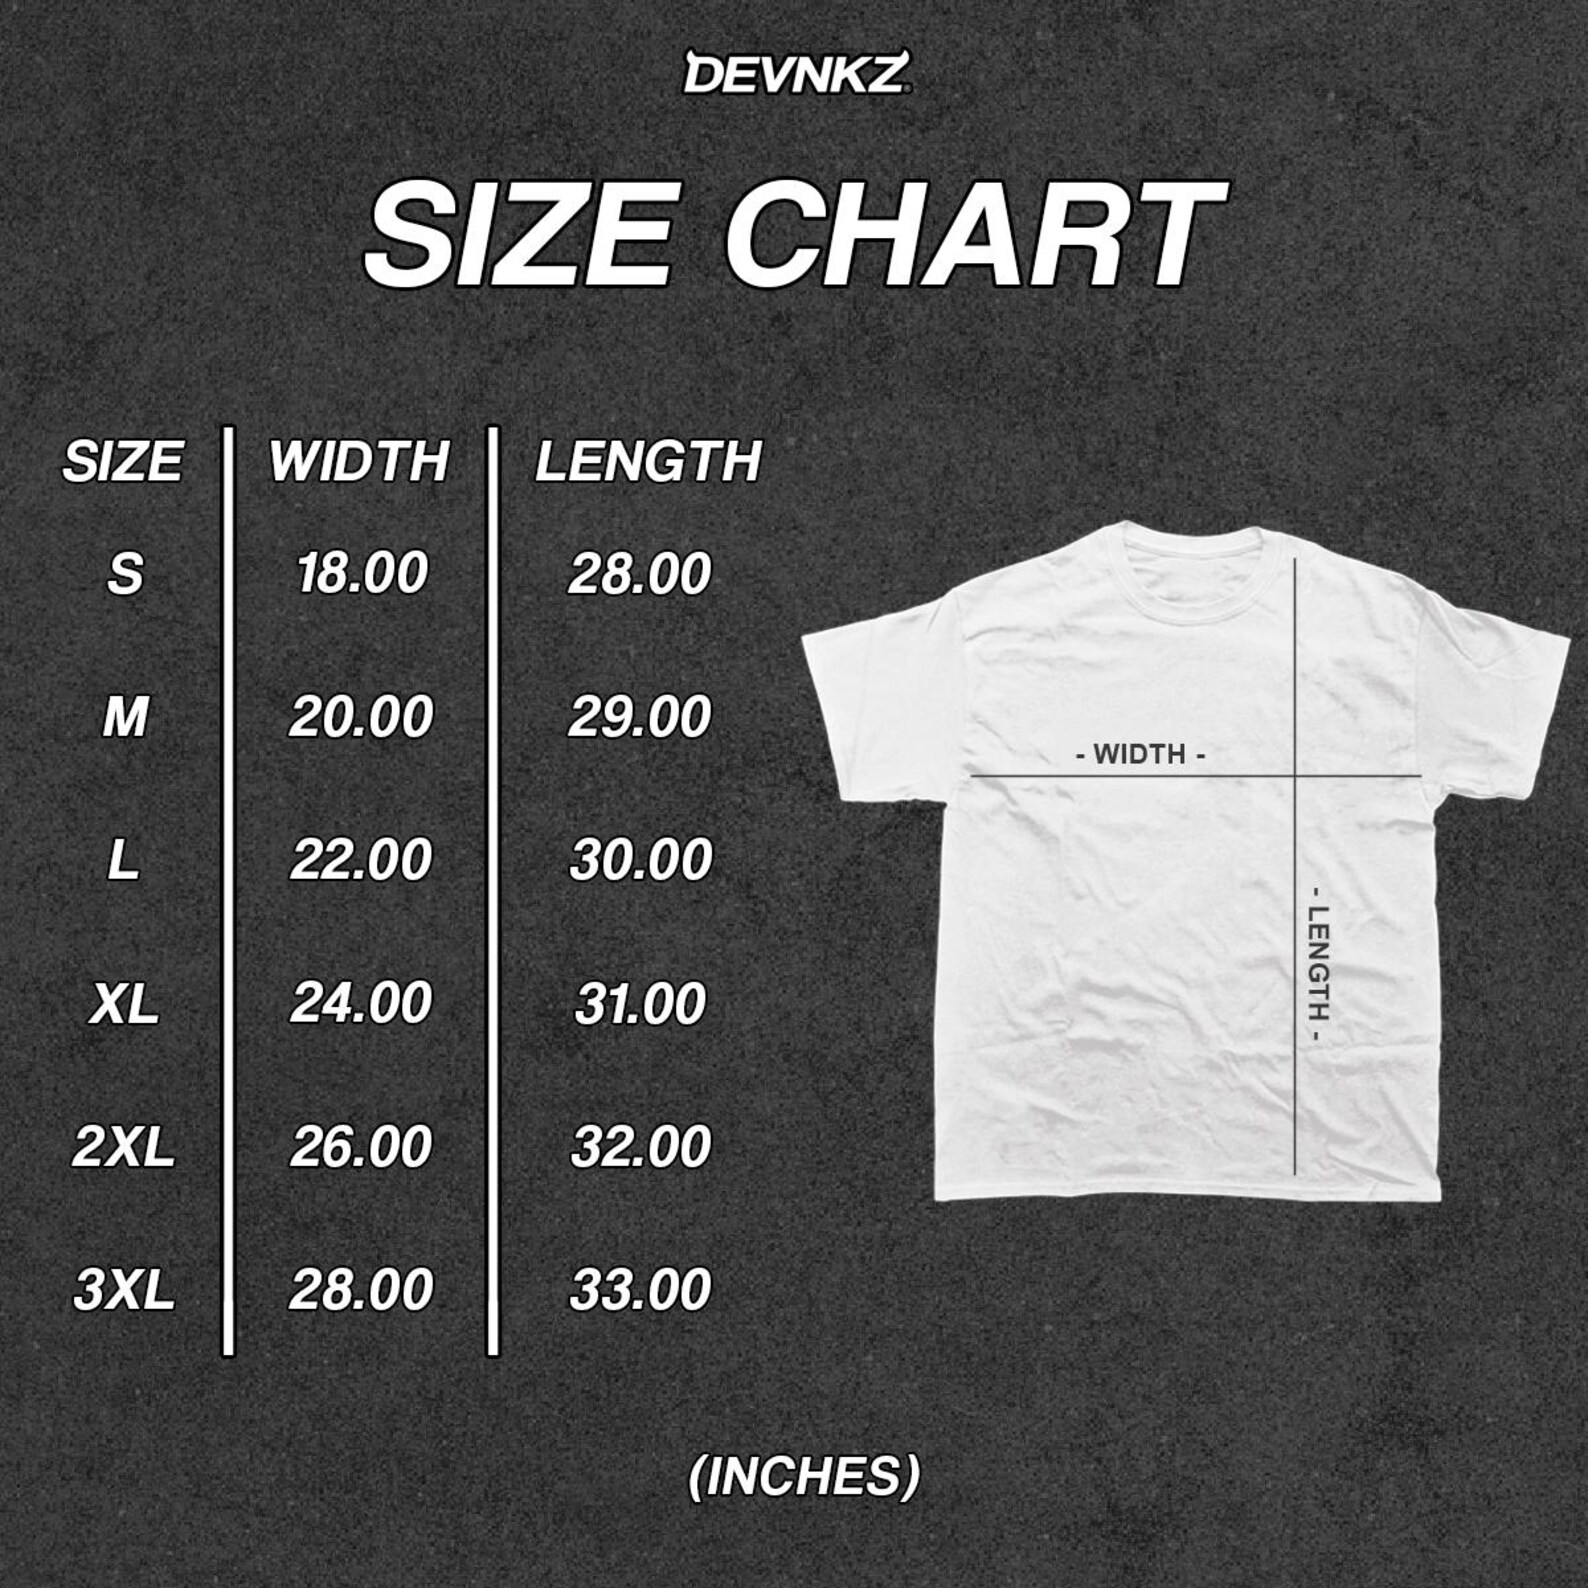 DEVNKZ
SIZE CHART
SIZE WIDTH LENGTH
S 18.00 28.00
M 20.00 29.00
L 22.00 30.00
XL 24.00 31.00
2XL 26.00 32.00
3XL 28.00 33.00
- WIDTH -
- LENGTH -
(INCHES)